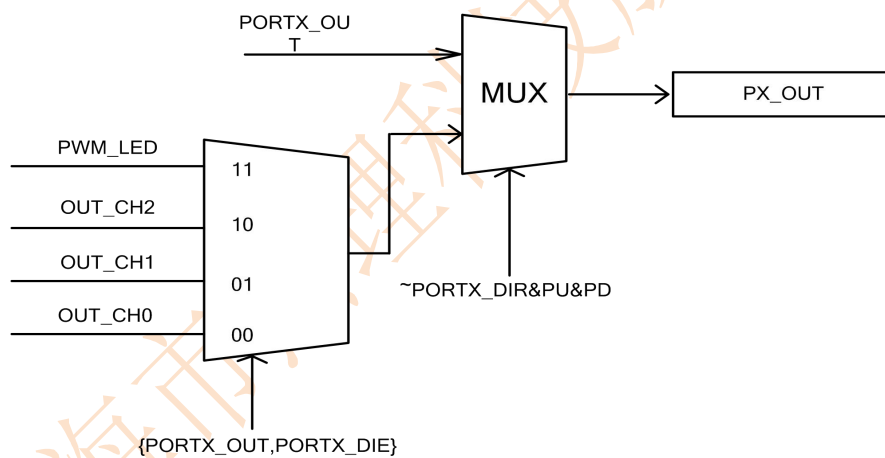 PORTX_OU
T
MUX
PX_OUT
PWM_LED
11
OUT_CH2
10
OUT_CH1
01
~PORTX_DIR&PU&PD
OUT_CH0
00
{PORTX_OUT,PORTX_DIE}